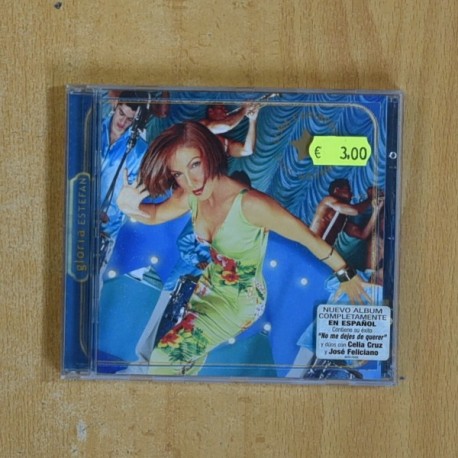 gloria ESTEFAN
€ 3.00
NUEVO ALBUM
COMPLETAMENTE
EN ESPAÑOL
Contiene su éxito
"No me dejes de querer"
y dúos con Celia Cruz
y José Feliciano